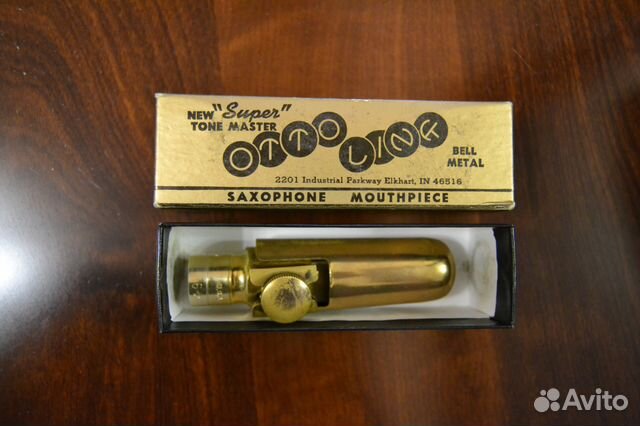 NEW "Super"
TONE MASTER
OTTO LINK
BELL
METAL
2201 Industrial Parkway Elkhart, IN 46516
SAXOPHONE MOUTHPIECE
Avito